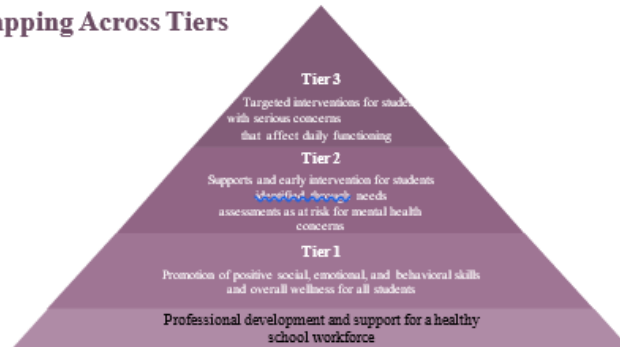 apping Across Tiers
Tier 3
Targeted interventions for stude
with serious concerns
that affect daily functioning
Tier 2
Supports and early intervention for students
identified through needs
assessments as at risk for mental health
concerns
Tier 1
Promotion of positive social, emotional, and behavioral skills
and overall wellness for all students
Professional development and support for a healthy
school workforce